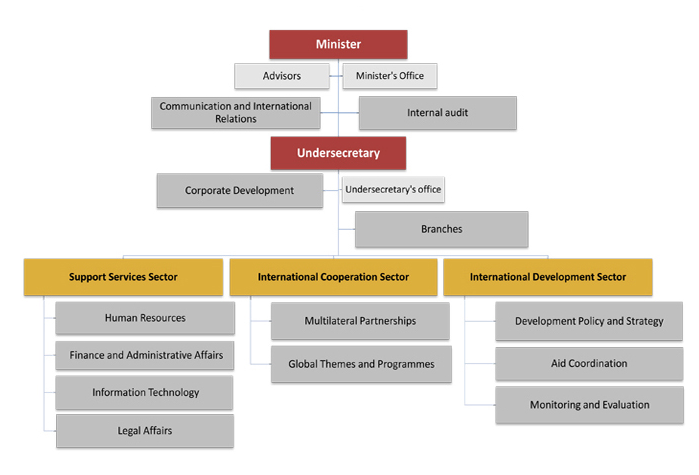 Minister
Advisors
Minister's Office
Communication and International
Relations
Internal audit
Undersecretary
Corporate Development
Undersecretary's office
Branches
Support Services Sector
International Cooperation Sector
International Development Sector
Human Resources
Finance and Administrative Affairs
Information Technology
Legal Affairs
Multilateral Partnerships
Global Themes and Programmes
Development Policy and Strategy
Aid Coordination
Monitoring and Evaluation